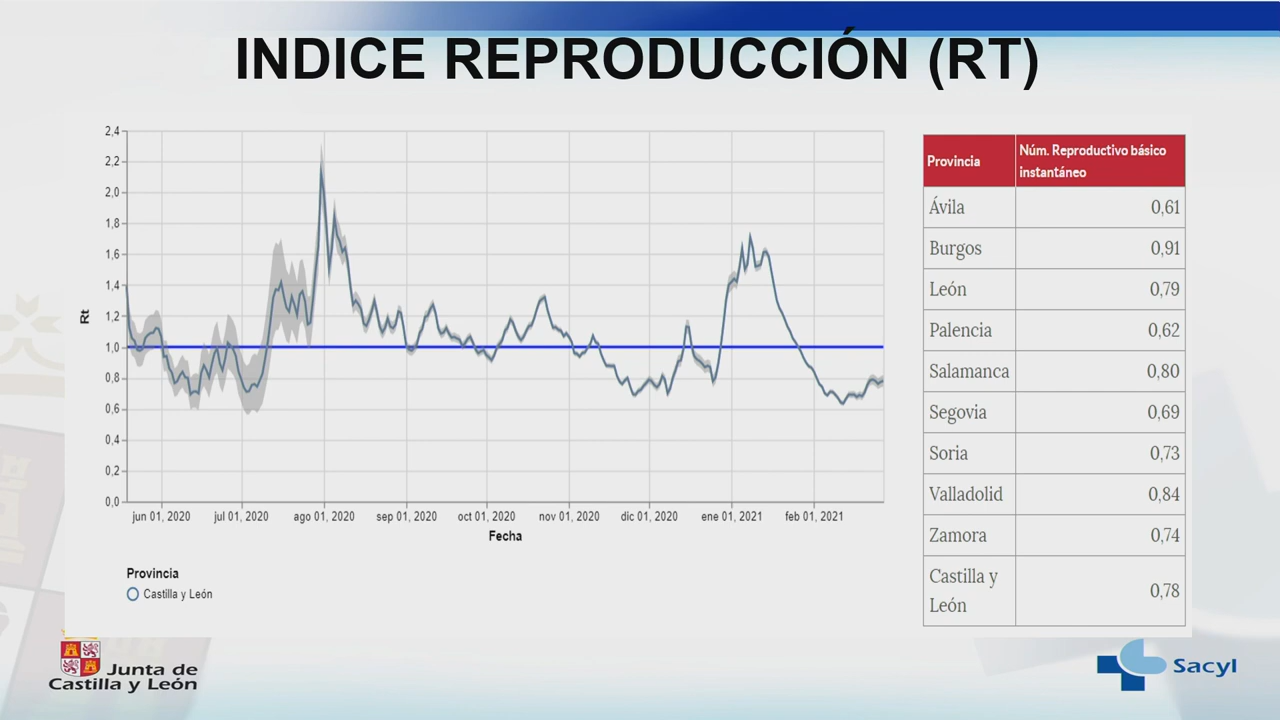 INDICE REPRODUCCIÓN (RT)
2,4
2,2
2,0
1,8
1,6
1,4
1,2
1,0
0,8
0,6
0,4
0,2
0,0
Rt
jun 01, 2020 jul 01, 2020 ago 01, 2020 sep 01, 2020 oct 01, 2020 nov 01, 2020 dic 01, 2020 ene 01, 2021 feb 01, 2021
Fecha
Provincia
Castilla y León
Provincia Núm. Reproductivo básico
instantáneo
Ávila 0,61
Burgos 0,91
León 0,79
Palencia 0,62
Salamanca 0,80
Segovia 0,69
Soria 0,73
Valladolid 0,84
Zamora 0,74
Castilla y
León 0,78
Junta de
Castilla y León
Sacyl